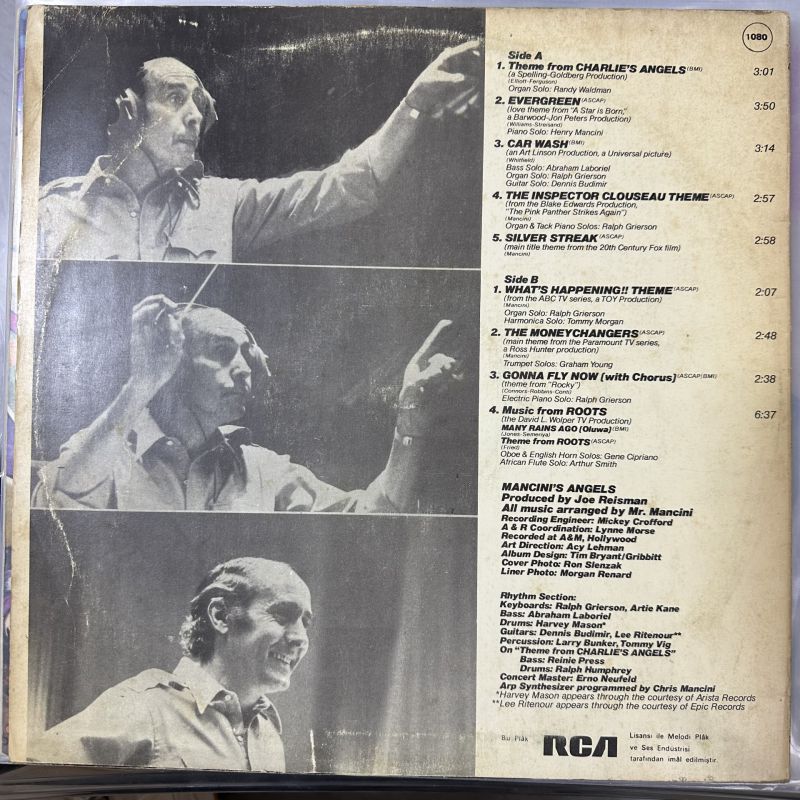 1080
Side A
1. Theme from CHARLIE'S ANGELS (BMI) 3:01
(a Spelling-Goldberg Production)
(Elliott-Ferguson)
Organ Solo: Randy Waldman
2. EVERGREEN (ASCAP) 3:50
(love theme from "A Star is Born,"
a Barwood-Jon Peters Production)
(Williams-Streisand)
Piano Solo: Henry Mancini
3. CAR WASH (BMI) 3:14
(an Art Linson Production, a Universal picture)
(Whitfield)
Bass Solo: Abraham Laboriel
Organ Solo: Ralph Grierson
Guitar Solo: Dennis Budimir
4. THE INSPECTOR CLOUSEAU THEME (ASCAP) 2:57
(from the Blake Edwards Production,
"The Pink Panther Strikes Again")
(Mancini)
Organ & Tack Piano Solos: Ralph Grierson
5. SILVER STREAK (ASCAP) 2:58
(main title theme from the 20th Century Fox film)
(Mancini)
Side B
1. WHAT'S HAPPENING!! THEME (ASCAP) 2:07
(from the ABC TV series, a TOY Production)
(Mancini)
Organ Solo: Ralph Grierson
Harmonica Solo: Tommy Morgan
2. THE MONEYCHANGERS (ASCAP) 2:48
(main theme from the Paramount TV series,
a Ross Hunter production)
(Mancini)
Trumpet Solos: Graham Young
3. GONNA FLY NOW (with Chorus) (ASCAP) (BMI) 2:38
(theme from "Rocky")
(Connors-Robbins-Conti)
Electric Piano Solo: Ralph Grierson
4. Music from ROOTS 6:37
(the David L. Wolper TV Production)
MANY RAINS AGO (Oluwa) (BMI)
(Jones-Semenya)
Theme from ROOTS (ASCAP)
(Fried)
Oboe & English Horn Solos: Gene Cipriano
African Flute Solo: Arthur Smith
MANCINI'S ANGELS
Produced by Joe Reisman
All music arranged by Mr. Mancini
Recording Engineer: Mickey Crofford
A & R Coordination: Lynne Morse
Recorded at A&M, Hollywood
Art Direction: Acy Lehman
Album Design: Tim Bryant/Gribbitt
Cover Photo: Ron Slenzak
Liner Photo: Morgan Renard
Rhythm Section:
Keyboards: Ralph Grierson, Artie Kane
Bass: Abraham Laboriel
Drums: Harvey Mason*
Guitars: Dennis Budimir, Lee Ritenour**
Percussion: Larry Bunker, Tommy Vig
On "Theme from CHARLIE'S ANGELS"
Bass: Reinie Press
Drums: Ralph Humphrey
Concert Master: Erno Neufeld
Arp Synthesizer programmed by Chris Mancini
*Harvey Mason appears through the courtesy of Arista Records
**Lee Ritenour appears through the courtesy of Epic Records
Bu Plâk RCA Lisansı ile Melodi Plâk
ve Ses Endüstrisi
tarafından imâl edilmiştir.